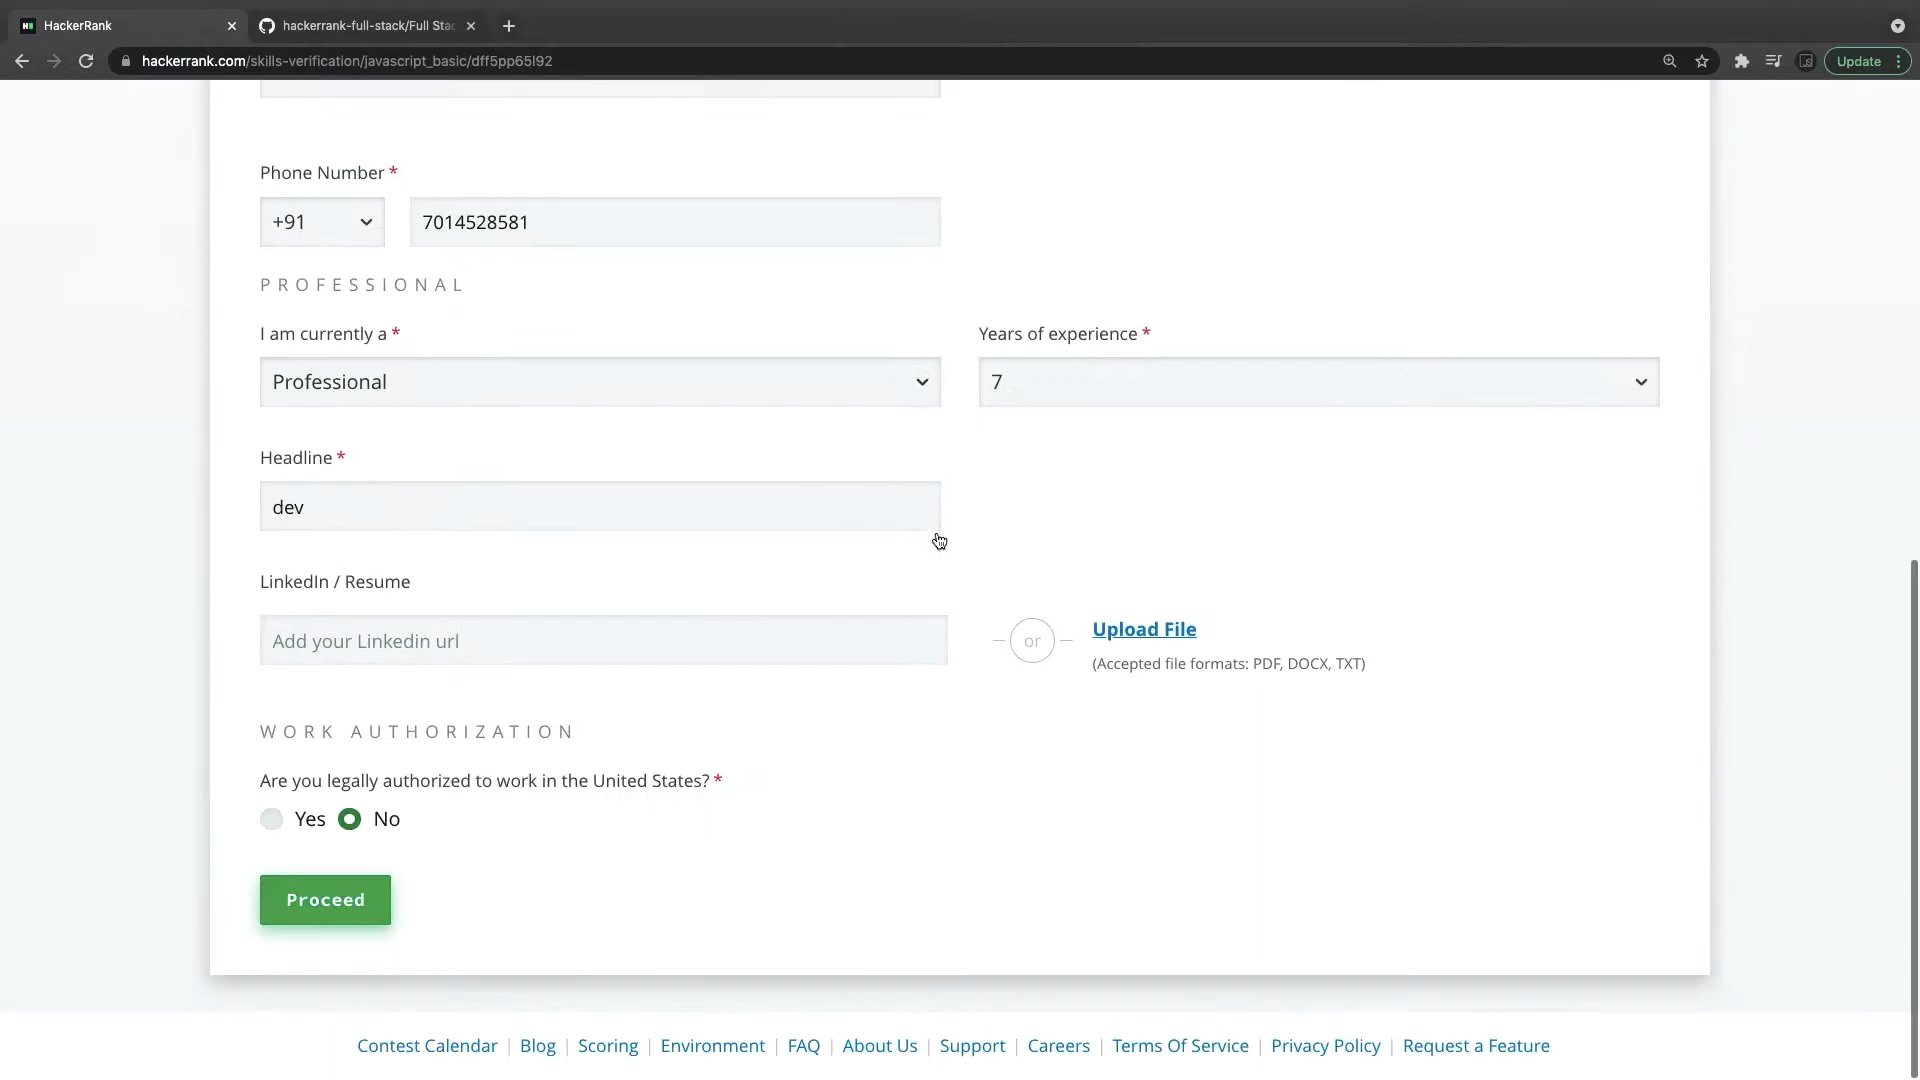 HackerRank
hackerrank-full-stack/Full Stac
hackerrank.com/skills-verification/javascript_basic/dff5pp65l92
Update
Phone Number *
+91
7014528581
PROFESSIONAL
I am currently a *
Years of experience *
Professional
7
Headline *
dev
LinkedIn / Resume
Add your Linkedin url
or
Upload File
(Accepted file formats: PDF, DOCX, TXT)
WORK AUTHORIZATION
Are you legally authorized to work in the United States? *
Yes No
Proceed
Contest Calendar | Blog | Scoring | Environment | FAQ | About Us | Support | Careers | Terms Of Service | Privacy Policy | Request a Feature